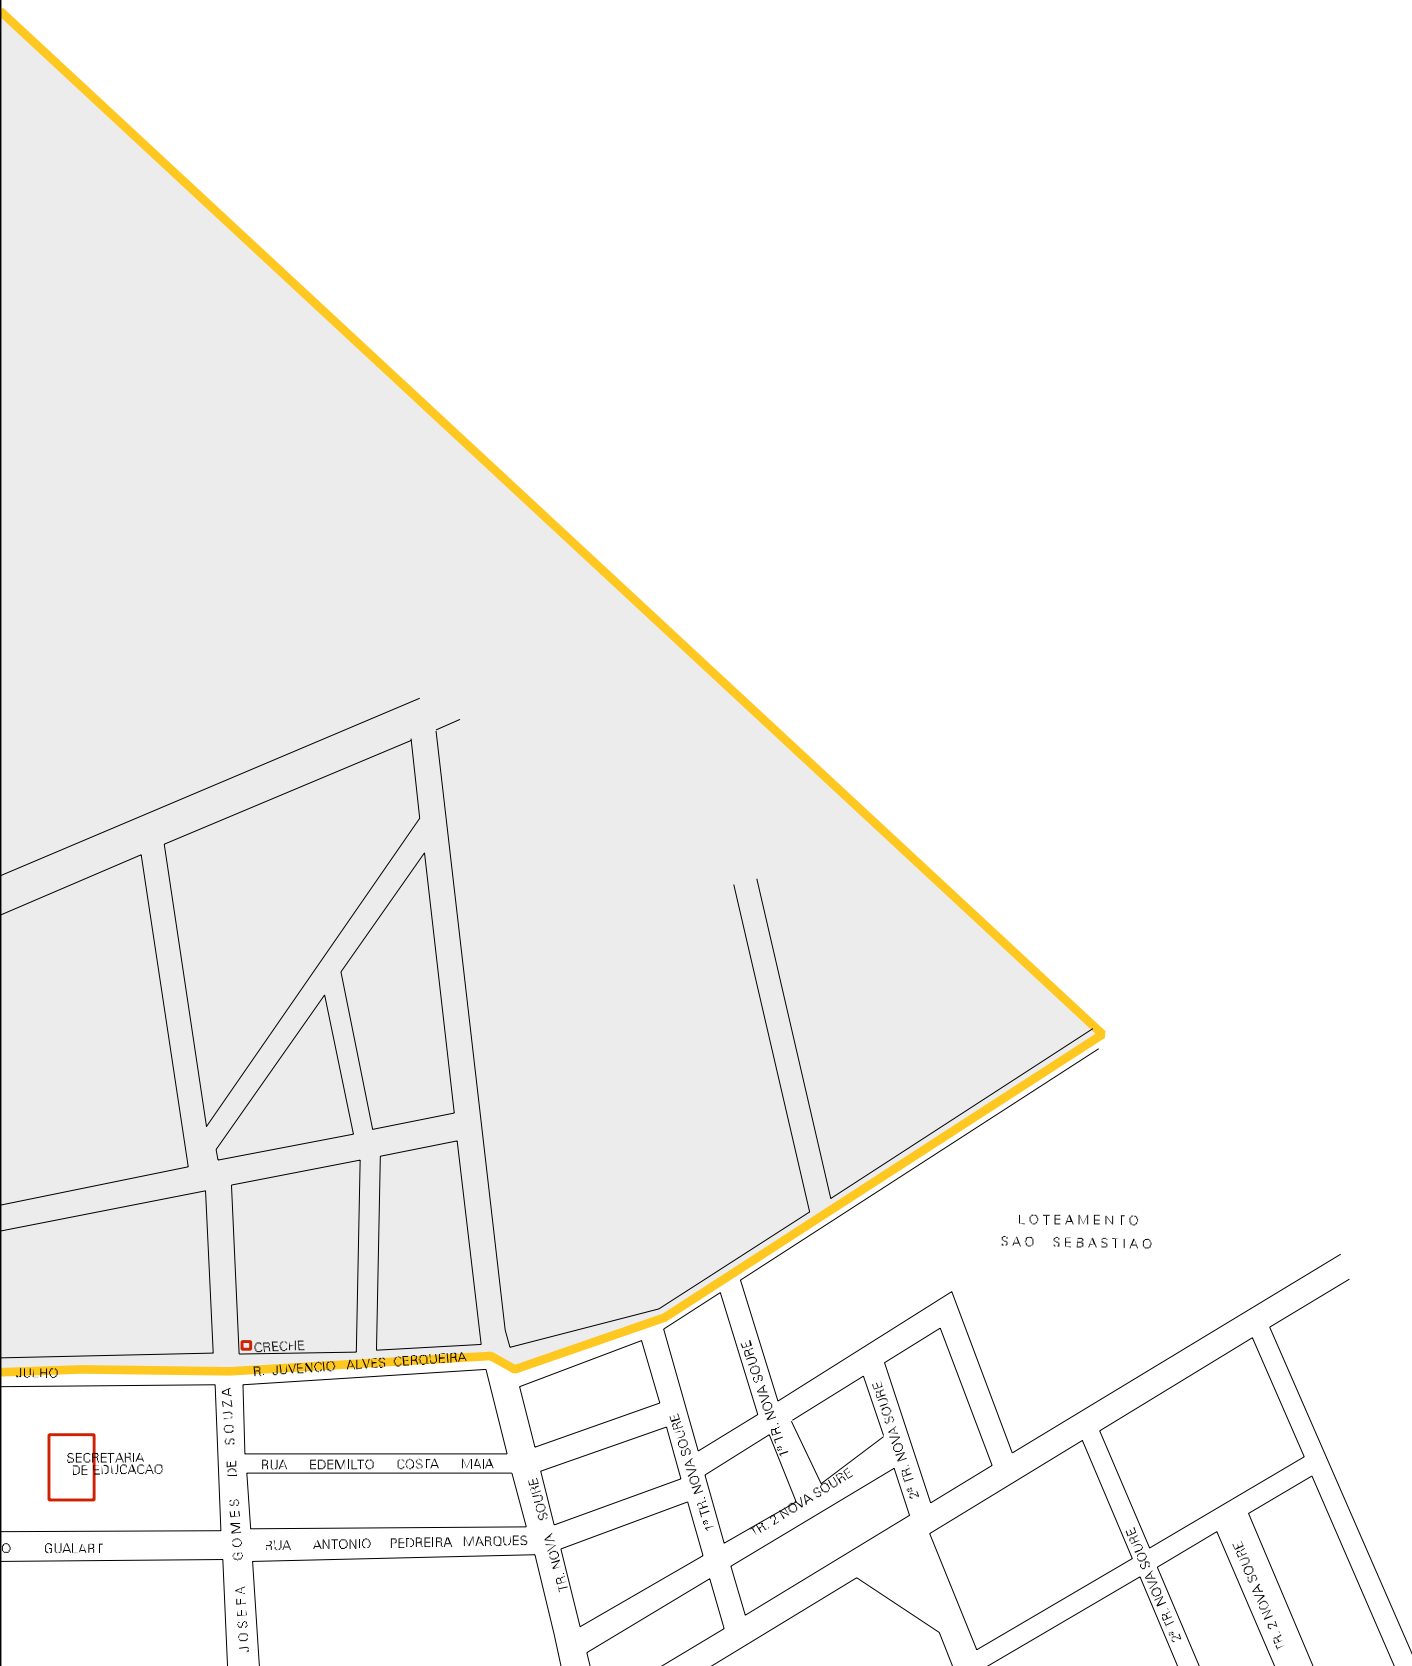 LOTEAMENTO
SAO SEBASTIAO
CRECHE
JULHO
R. JUVENCIO ALVES CERQUEIRA
SECRETARIA
DE EDUCACAO
RUA EDEMILTO COSTA MAIA
O GUALART
RUA ANTONIO PEDREIRA MARQUES
JOSEFA GOMES DE SOUZA
TR. NOVA SOURE
1ª TR. NOVA SOURE
1ª TR. NOVA SOURE
2ª TR. NOVA SOURE
TR. 2 NOVA SOURE
2ª TR. NOVA SOURE
TR. 2 NOVA SOURE